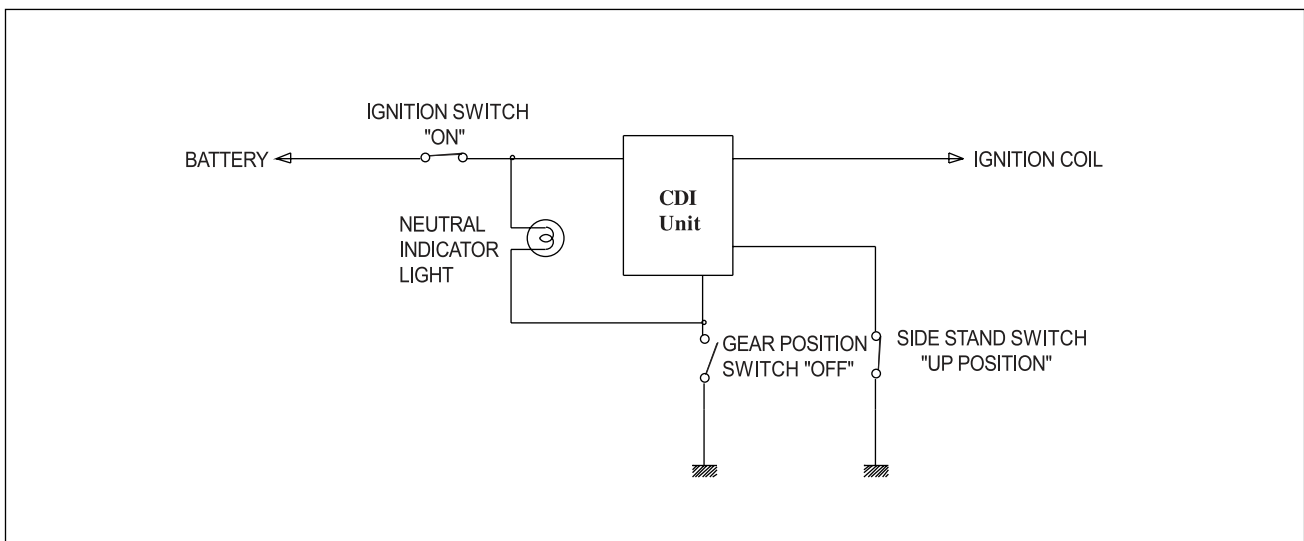 IGNITION SWITCH
"ON"
BATTERY
IGNITION COIL
CDI
Unit
NEUTRAL
INDICATOR
LIGHT
GEAR POSITION
SWITCH "OFF"
SIDE STAND SWITCH
"UP POSITION"